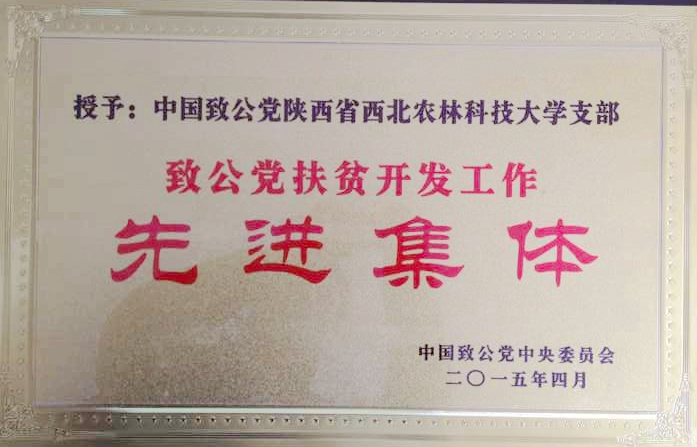 授予：中国致公党陕西省西北农林科技大学支部
致公党扶贫开发工作
先进集体
中国致公党中央委员会
二〇一五年四月